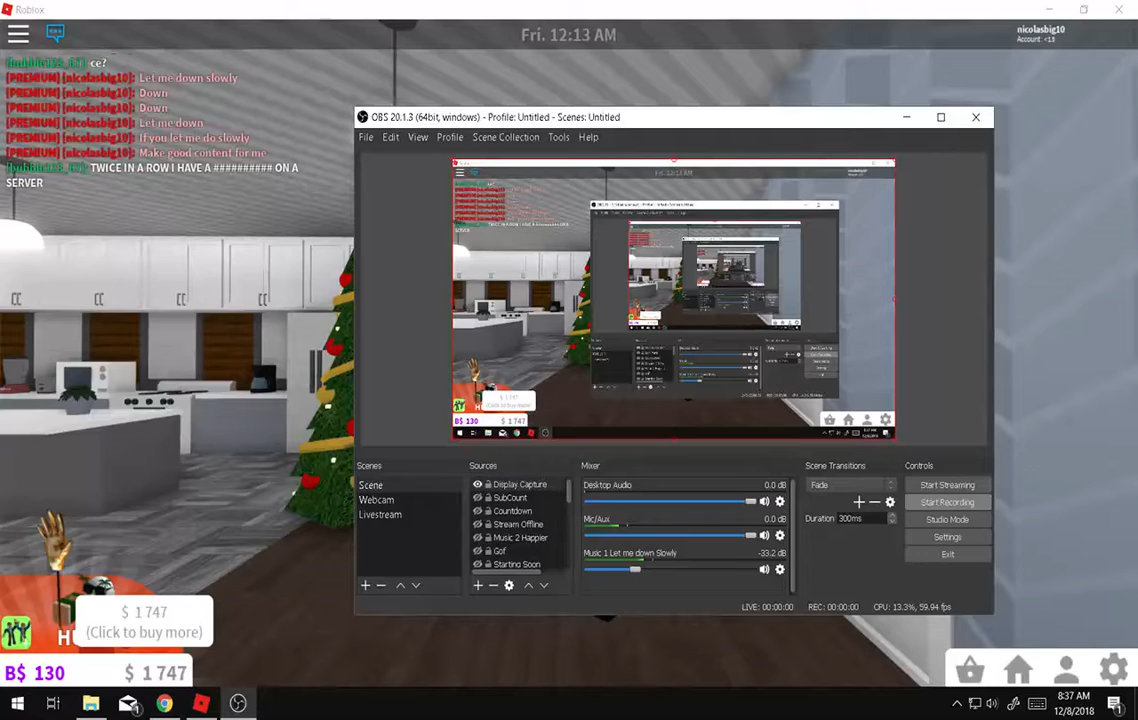 Roblox
Fri. 12:13 AM
nicolasbig10
Account: <13
ce?
[PREMIUM] [nicolasbig10]: Let me down slowly
[PREMIUM] [nicolasbig10]: Down
[PREMIUM] [nicolasbig10]: Down
[PREMIUM] [nicolasbig10]: Let me down
[PREMIUM] [nicolasbig10]: If you let me do slowly
[PREMIUM] [nicolasbig10]: Make good content for me
TWICE IN A ROW I HAVE A ########## ON A
SERVER
OBS 20.1.3 (64bit, windows) - Profile: Untitled - Scenes: Untitled
File Edit View Profile Scene Collection Tools Help
Fri. 12:13 AM
B$ 130 $ 1 747
Scenes
Scene
Webcam
Livestream
Sources
Display Capture
SubCount
Countdown
Stream Offline
Music 2 Happier
Gof
Starting Soon
Mixer
Desktop Audio 0.0 dB
Mic/Aux 0.0 dB
Music 1 Let me down Slowly -33.2 dB
Scene Transitions
Fade
Duration 300ms
Controls
Start Streaming
Start Recording
Studio Mode
Settings
Exit
LIVE: 00:00:00 REC: 00:00:00 CPU: 13.3%, 59.94 fps
$ 1 747
(Click to buy more)
B$ 130 $ 1 747
8:37 AM
12/8/2018